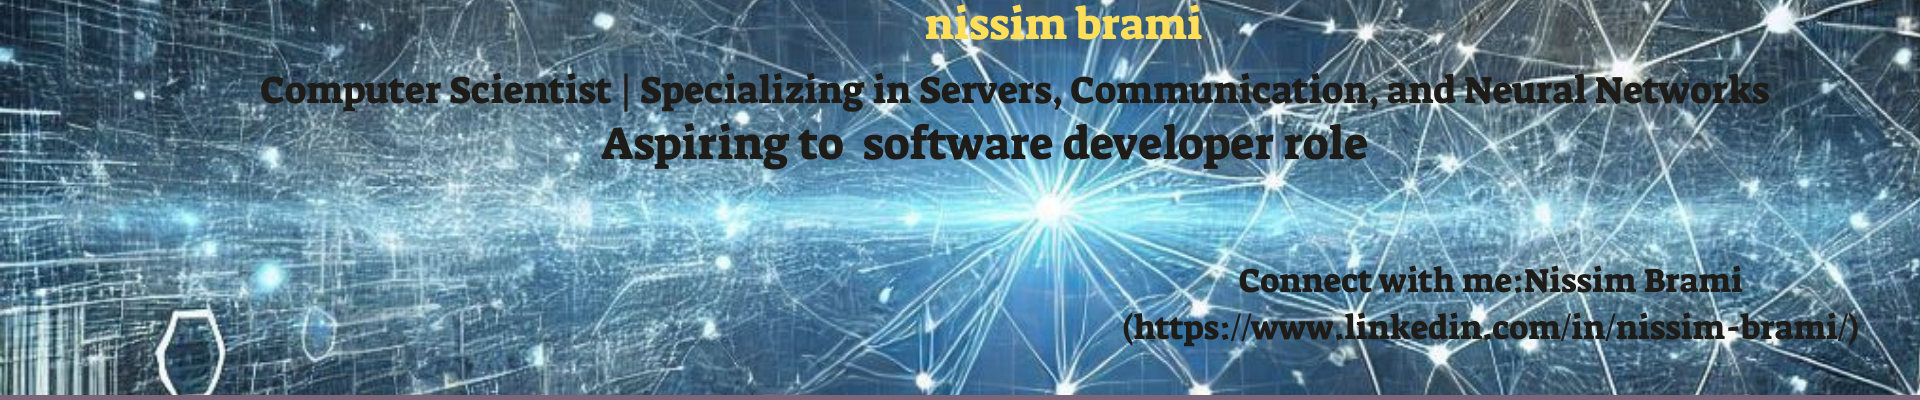 nissim brami
Computer Scientist | Specializing in Servers, Communication, and Neural Networks
Aspiring to  software developer role
Connect with me:Nissim Brami
(https://www.linkedin.com/in/nissim-brami/)